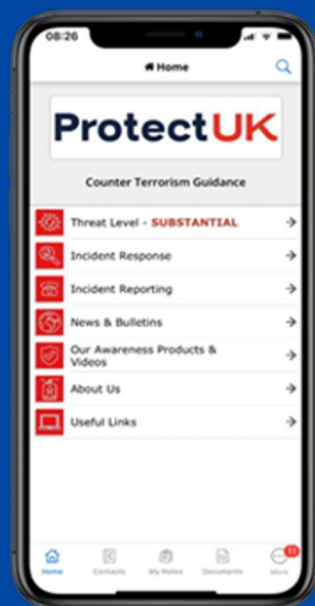 08:26
Home
ProtectUK
Counter Terrorism Guidance
Threat Level - SUBSTANTIAL
Incident Response
Incident Reporting
News & Bulletins
Our Awareness Products &
Videos
About Us
Useful Links
Home Contacts My Notes Documents More